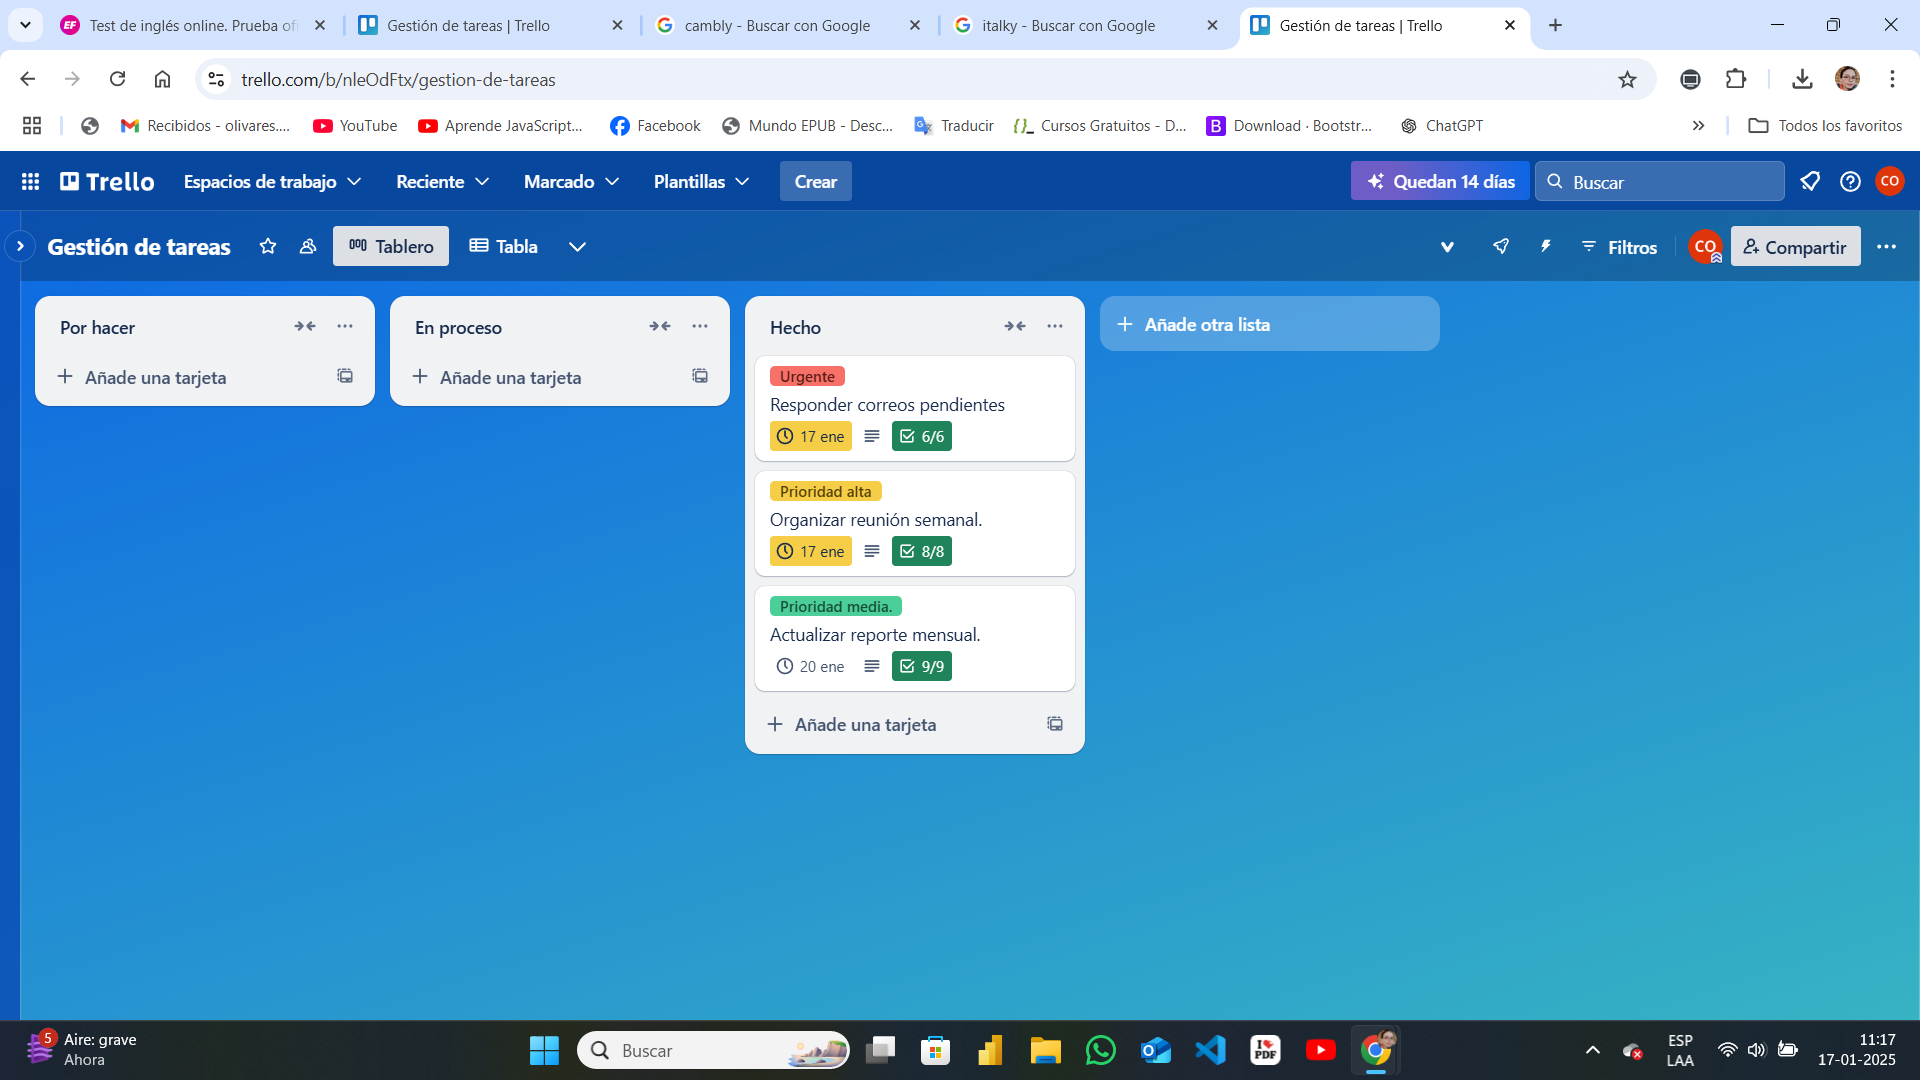 Test de inglés online. Prueba of
Gestión de tareas | Trello
cambly - Buscar con Google
italky - Buscar con Google
Gestión de tareas | Trello
trello.com/b/nleOdFtx/gestion-de-tareas
Recibidos - olivares....
YouTube
Aprende JavaScript...
Facebook
Mundo EPUB - Desc...
Traducir
Cursos Gratuitos - D...
Download · Bootstr...
ChatGPT
Todos los favoritos
Trello
Espacios de trabajo
Reciente
Marcado
Plantillas
Crear
Quedan 14 días
Buscar
CO
Gestión de tareas
Tablero
Tabla
Filtros
CO
Compartir
Por hacer
Añade una tarjeta
En proceso
Añade una tarjeta
Hecho
Urgente
Responder correos pendientes
17 ene
6/6
Prioridad alta
Organizar reunión semanal.
17 ene
8/8
Prioridad media.
Actualizar reporte mensual.
20 ene
9/9
Añade una tarjeta
Añade otra lista
5
Aire: grave
Ahora
Buscar
I PDF
ESP
LAA
11:17
17-01-2025